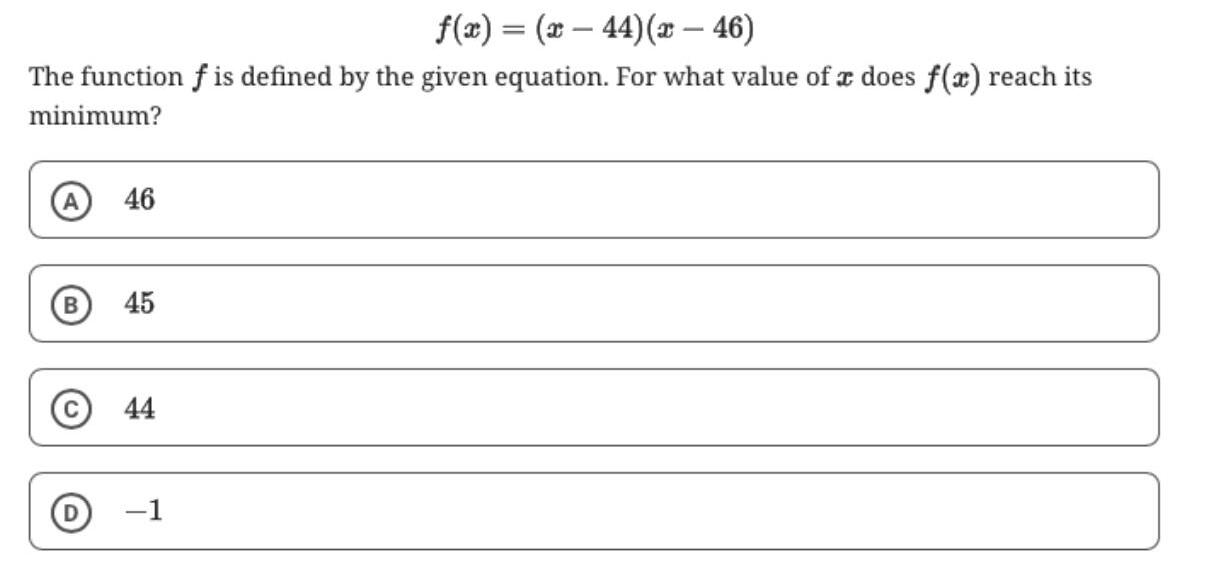 f(x) = (x − 44)(x − 46)
The function f is defined by the given equation. For what value of x does f(x) reach its
minimum?
A 46
B 45
C 44
D −1